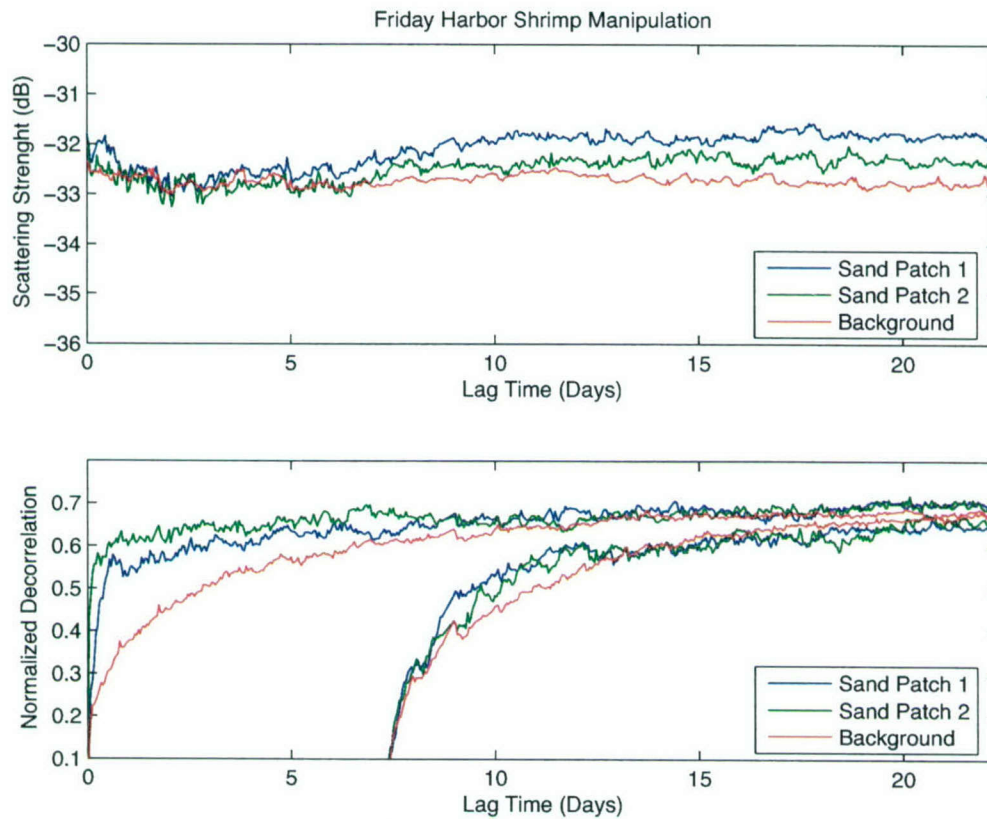 Friday Harbor Shrimp Manipulation
Scattering Strenght (dB)
−30
−31
−32
−33
−34
−35
−36
0
5
10
15
20
Lag Time (Days)
Sand Patch 1
Sand Patch 2
Background
Normalized Decorrelation
0.7
0.6
0.5
0.4
0.3
0.2
0.1
0
5
10
15
20
Lag Time (Days)
Sand Patch 1
Sand Patch 2
Background